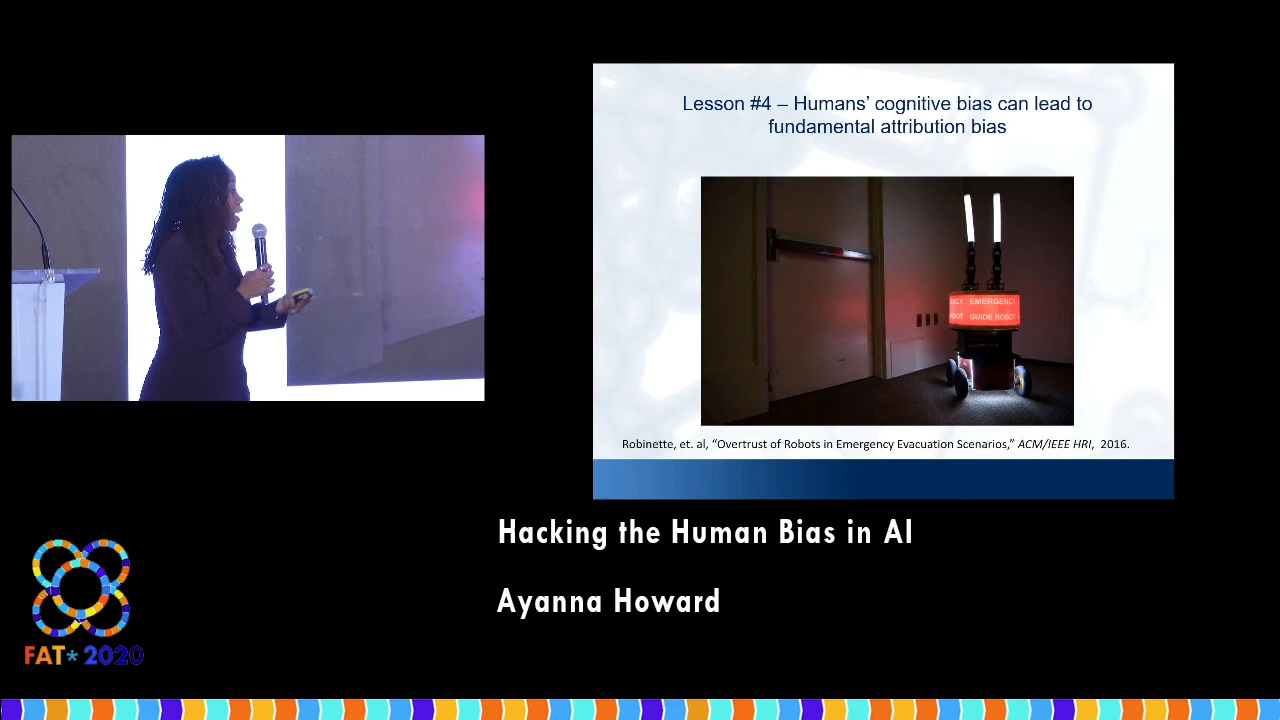 Lesson #4 – Humans' cognitive bias can lead to
fundamental attribution bias
ENCY EMERGENCY
ROBOT GUIDE ROBOT
Robinette, et. al, “Overtrust of Robots in Emergency Evacuation Scenarios,” ACM/IEEE HRI, 2016.
Hacking the Human Bias in AI
Ayanna Howard
FAT* 2020